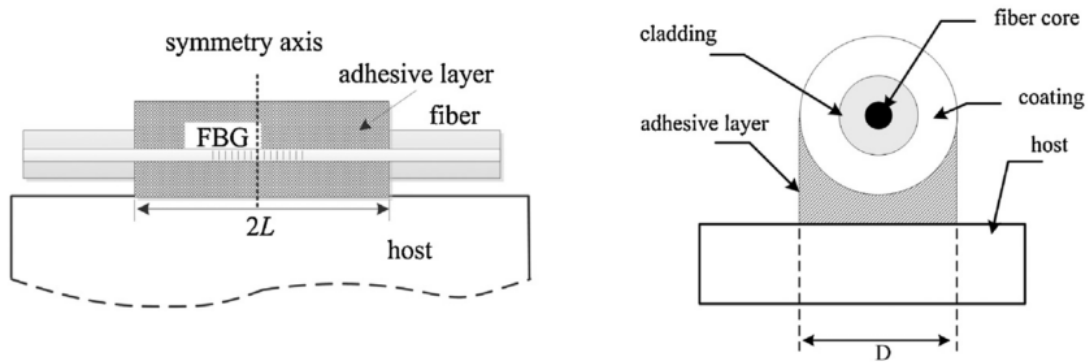 symmetry axis
adhesive layer
fiber
FBG
2L
host
fiber core
cladding
coating
adhesive layer
host
D